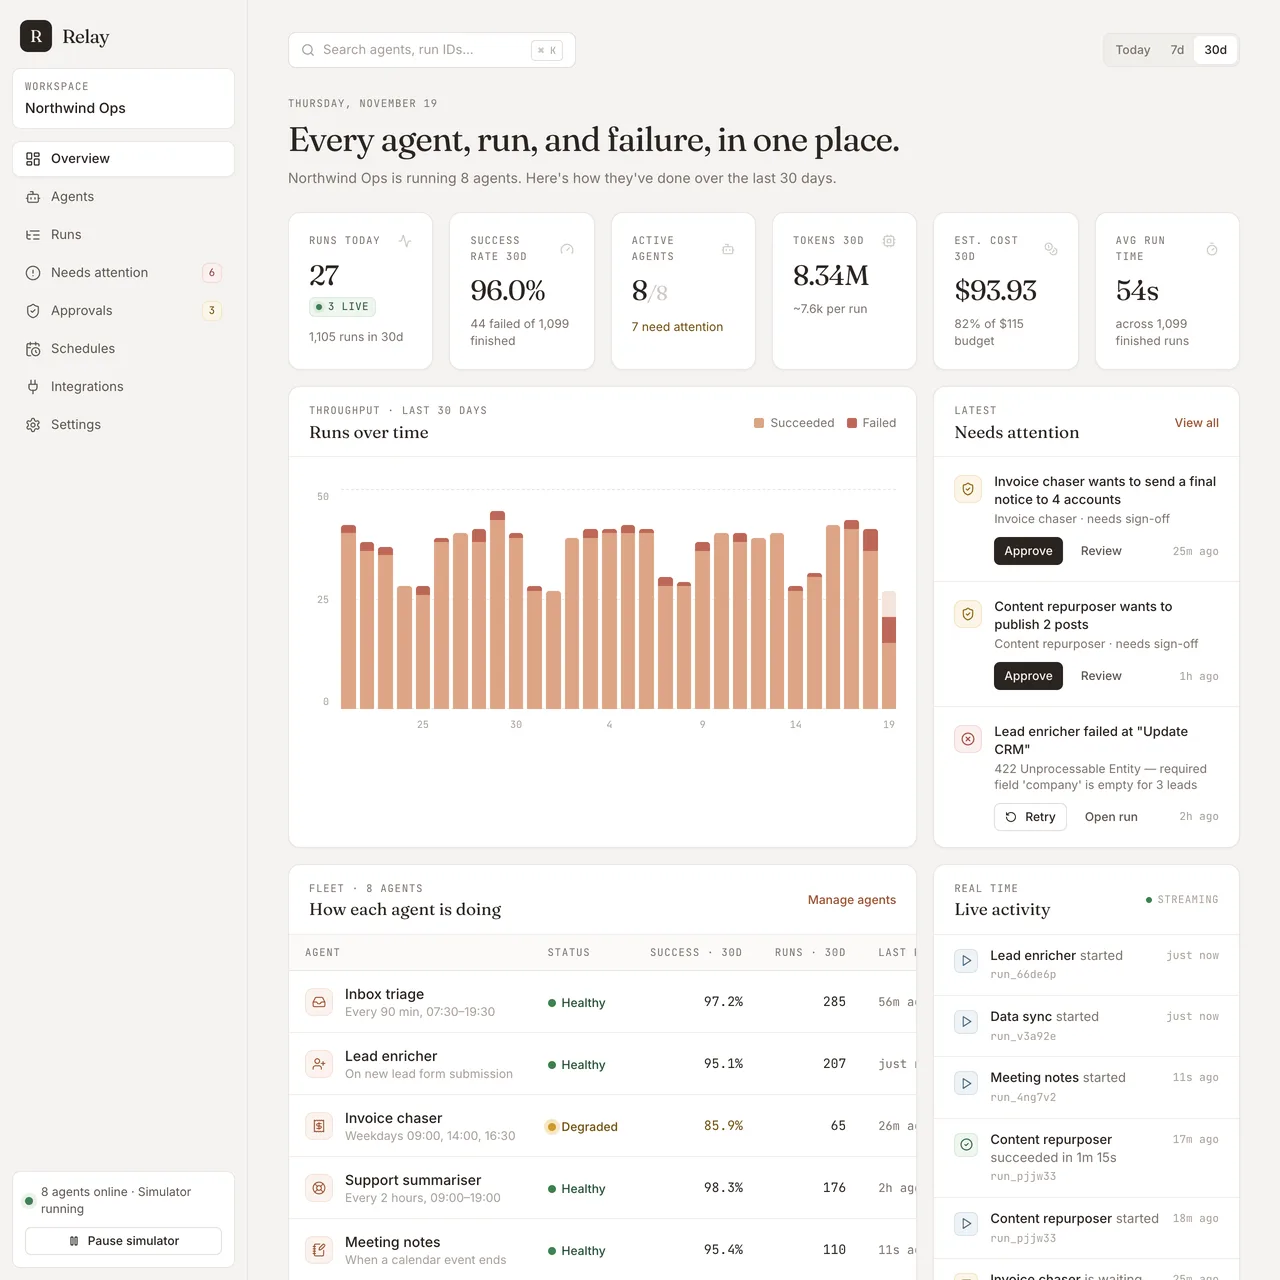 R Relay
WORKSPACE
Northwind Ops
Overview
Agents
Runs
Needs attention 6
Approvals 3
Schedules
Integrations
Settings
8 agents online · Simulator
running
Pause simulator
Search agents, run IDs... ⌘ K
Today 7d 30d
THURSDAY, NOVEMBER 19
Every agent, run, and failure, in one place.
Northwind Ops is running 8 agents. Here's how they've done over the last 30 days.
RUNS TODAY
27
3 LIVE
1,105 runs in 30d
SUCCESS
RATE 30D
96.0%
44 failed of 1,099
finished
ACTIVE
AGENTS
8/8
7 need attention
TOKENS 30D
8.34M
~7.6k per run
EST. COST
30D
$93.93
82% of $115
budget
AVG RUN
TIME
54s
across 1,099
finished runs
THROUGHPUT · LAST 30 DAYS
Runs over time
Succeeded Failed
50
25
0
25 30 4 9 14 19
LATEST
Needs attention
View all
Invoice chaser wants to send a final
notice to 4 accounts
Invoice chaser · needs sign-off
Approve Review 25m ago
Content repurposer wants to
publish 2 posts
Content repurposer · needs sign-off
Approve Review 1h ago
Lead enricher failed at "Update
CRM"
422 Unprocessable Entity — required
field 'company' is empty for 3 leads
Retry Open run 2h ago
FLEET · 8 AGENTS
How each agent is doing
Manage agents
AGENT STATUS SUCCESS · 30D RUNS · 30D LAST
Inbox triage
Every 90 min, 07:30–19:30
Healthy 97.2% 285 56m
Lead enricher
On new lead form submission
Healthy 95.1% 207 just
Invoice chaser
Weekdays 09:00, 14:00, 16:30
Degraded 85.9% 65 26m
Support summariser
Every 2 hours, 09:00–19:00
Healthy 98.3% 176 2h ag
Meeting notes
When a calendar event ends
Healthy 95.4% 110 11s
REAL TIME
Live activity
STREAMING
Lead enricher started just now
run_66de6p
Data sync started just now
run_v3a92e
Meeting notes started 11s ago
run_4ng7v2
Content repurposer 17m ago
succeeded in 1m 15s
run_pjjw33
Content repurposer started 18m ago
run_pjjw33
Invoice chaser is waiting 25m ago